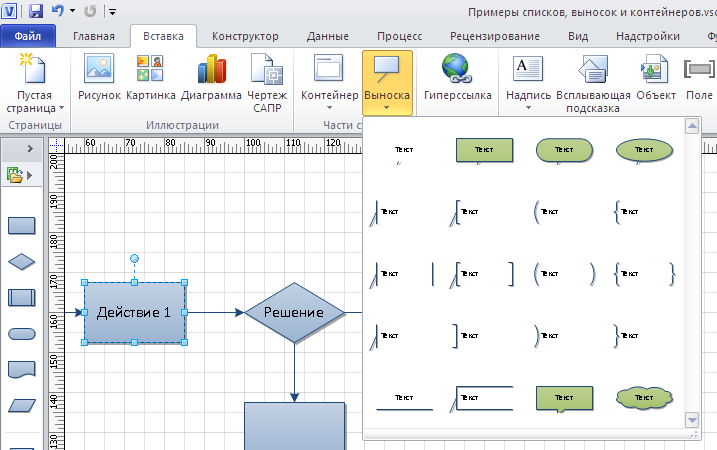 Примеры списков, выносок и контейнеров.vsd
Файл Главная Вставка Конструктор Данные Процесс Рецензирование Вид Надстройки
Пустая страница Рисунок Картинка Диаграмма Чертеж САПР Контейнер Выноска Гиперссылка Надпись Всплывающая подсказка Объект Поле
Страницы Иллюстрации Части с
60 70 80 90 100 110 120
200
190
180
170
160
150
140
130
Действие 1 Решение
Текст Текст Текст Текст
Текст Текст Текст Текст
Текст Текст Текст Текст
Текст Текст Текст Текст
Текст Текст Текст Текст